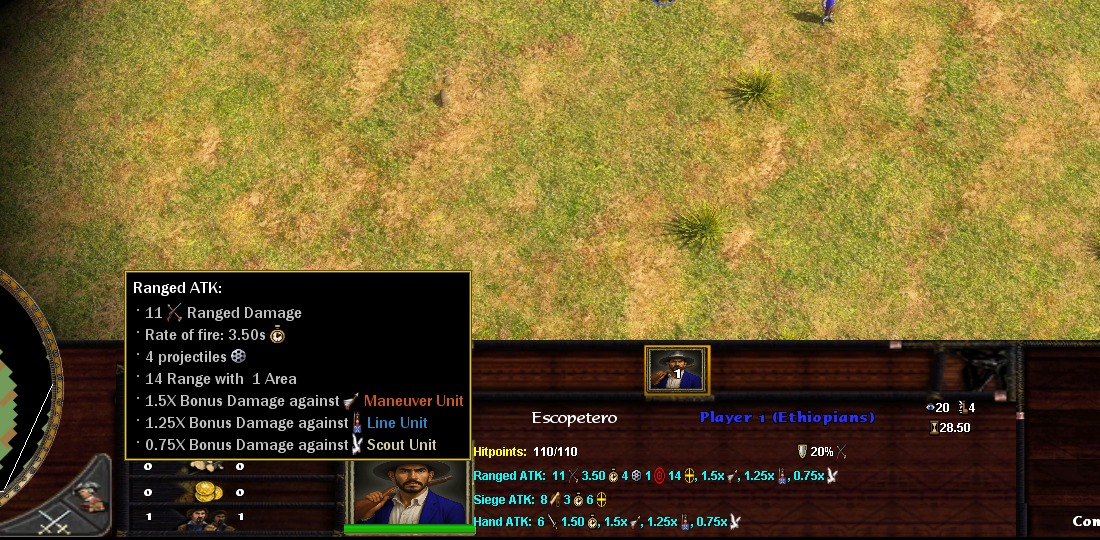 Ranged ATK:
· 11 Ranged Damage
· Rate of fire: 3.50s
· 4 projectiles
· 14 Range with 1 Area
· 1.5X Bonus Damage against Maneuver Unit
· 1.25X Bonus Damage against Line Unit
· 0.75X Bonus Damage against Scout Unit
1
Escopetero
Player 1 (Ethiopians)
20 4
28.50
Hitpoints: 110/110 20%
Ranged ATK: 11 3.50 4 1 14, 1.5x, 1.25x, 0.75x
Siege ATK: 8 3 6
Hand ATK: 6 1.50, 1.5x, 1.25x, 0.75x
0 0
0 0
1 1